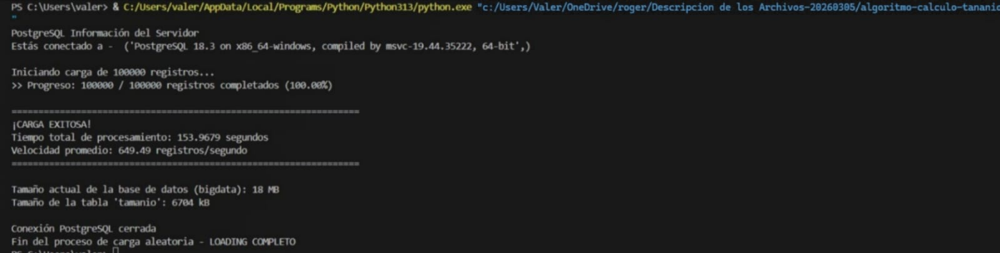 PS C:\Users\valer> & C:/Users/valer/AppData/Local/Programs/Python/Python313/python.exe "c:/Users/Valer/OneDrive/roger/Descripcion de los Archivos-20260305/algoritmo-calculo-tananio
"
PostgreSQL Información del Servidor
Estás conectado a -  ('PostgreSQL 18.3 on x86_64-windows, compiled by msvc-19.44.35222, 64-bit',)
Iniciando carga de 100000 registros...
>> Progreso: 100000 / 100000 registros completados (100.00%)
=================================================================
¡CARGA EXITOSA!
Tiempo total de procesamiento: 153.9679 segundos
Velocidad promedio: 649.49 registros/segundo
=================================================================
Tamaño actual de la base de datos (bigdata): 18 MB
Tamaño de la tabla 'tamanio': 6704 kB
Conexión PostgreSQL cerrada
Fin del proceso de carga aleatoria - LOADING COMPLETO
PS C:\Users\valer>